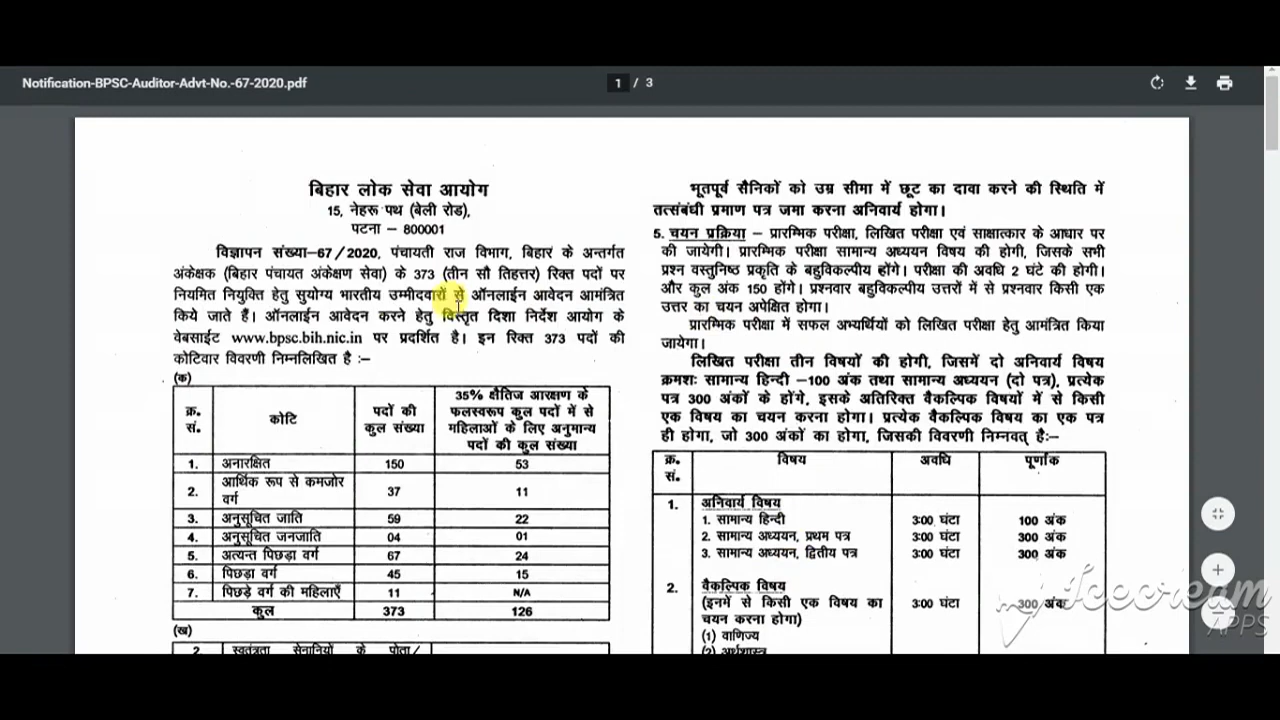 Notification-BPSC-Auditor-Advt-No.-67-2020.pdf
1 / 3
बिहार लोक सेवा आयोग
15, नेहरू पथ (बेली रोड),
पटना – 800001
विज्ञापन संख्या–67/2020, पंचायती राज विभाग, बिहार के अन्तर्गत
अंकेक्षक (बिहार पंचायत अंकेक्षण सेवा) के 373 (तीन सौ तिहत्तर) रिक्त पदों पर
नियमित नियुक्ति हेतु सुयोग्य भारतीय उम्मीदवारों से ऑनलाईन आवेदन आमंत्रित
किये जाते हैं। ऑनलाईन आवेदन करने हेतु विस्तृत दिशा निर्देश आयोग के
वेबसाईट www.bpsc.bih.nic.in पर प्रदर्शित है। इन रिक्त 373 पदों की
कोटिवार विवरणी निम्नलिखित है :–
(क)
क्र. सं. कोटि पदों की कुल संख्या 35% क्षैतिज आरक्षण के फलस्वरूप कुल पदों में से महिलाओं के लिए अनुमान्य पदों की कुल संख्या
1. अनारक्षित 150 53
2. आर्थिक रूप से कमजोर वर्ग 37 11
3. अनुसूचित जाति 59 22
4. अनुसूचित जनजाति 04 01
5. अत्यन्त पिछड़ा वर्ग 67 24
6. पिछड़ा वर्ग 45 15
7. पिछड़े वर्ग की महिलाएँ 11 N/A
कुल 373 126
(ख)
2. स्वतंत्रता सेनानियों के पोता/
भूतपूर्व सैनिकों को उम्र सीमा में छूट का दावा करने की स्थिति में
तत्संबंधी प्रमाण पत्र जमा करना अनिवार्य होगा।
5. चयन प्रक्रिया – प्रारम्भिक परीक्षा, लिखित परीक्षा एवं साक्षात्कार के आधार पर
की जायेगी। प्रारम्भिक परीक्षा सामान्य अध्ययन विषय की होगी, जिसके सभी
प्रश्न वस्तुनिष्ठ प्रकृति के बहुविकल्पीय होंगे। परीक्षा की अवधि 2 घंटे की होगी।
और कुल अंक 150 होंगे। प्रश्नवार बहुविकल्पीय उत्तरों में से प्रश्नवार किसी एक
उत्तर का चयन अपेक्षित होगा।
प्रारम्भिक परीक्षा में सफल अभ्यर्थियों को लिखित परीक्षा हेतु आमंत्रित किया
जायेगा।
लिखित परीक्षा तीन विषयों की होगी, जिसमें दो अनिवार्य विषय
क्रमशः सामान्य हिन्दी –100 अंक तथा सामान्य अध्ययन (दो पत्र), प्रत्येक
पत्र 300 अंकों के होंगे, इसके अतिरिक्त वैकल्पिक विषयों में से किसी
एक विषय का चयन करना होगा। प्रत्येक वैकल्पिक विषय का एक पत्र
ही होगा, जो 300 अंकों का होगा, जिसकी विवरणी निम्नवत् हैः–
क्र. सं. विषय अवधि पूर्णांक
1. अनिवार्य विषय
1. सामान्य हिन्दी 3:00 घंटा 100 अंक
2. सामान्य अध्ययन, प्रथम पत्र 3:00 घंटा 300 अंक
3. सामान्य अध्ययन, द्वितीय पत्र 3:00 घंटा 300 अंक
2. वैकल्पिक विषय
(इनमें से किसी एक विषय का 3:00 घंटा 300 अंक
चयन करना होगा)
(1) वाणिज्य
(2) अर्थशास्त्र
Icecream
APPS